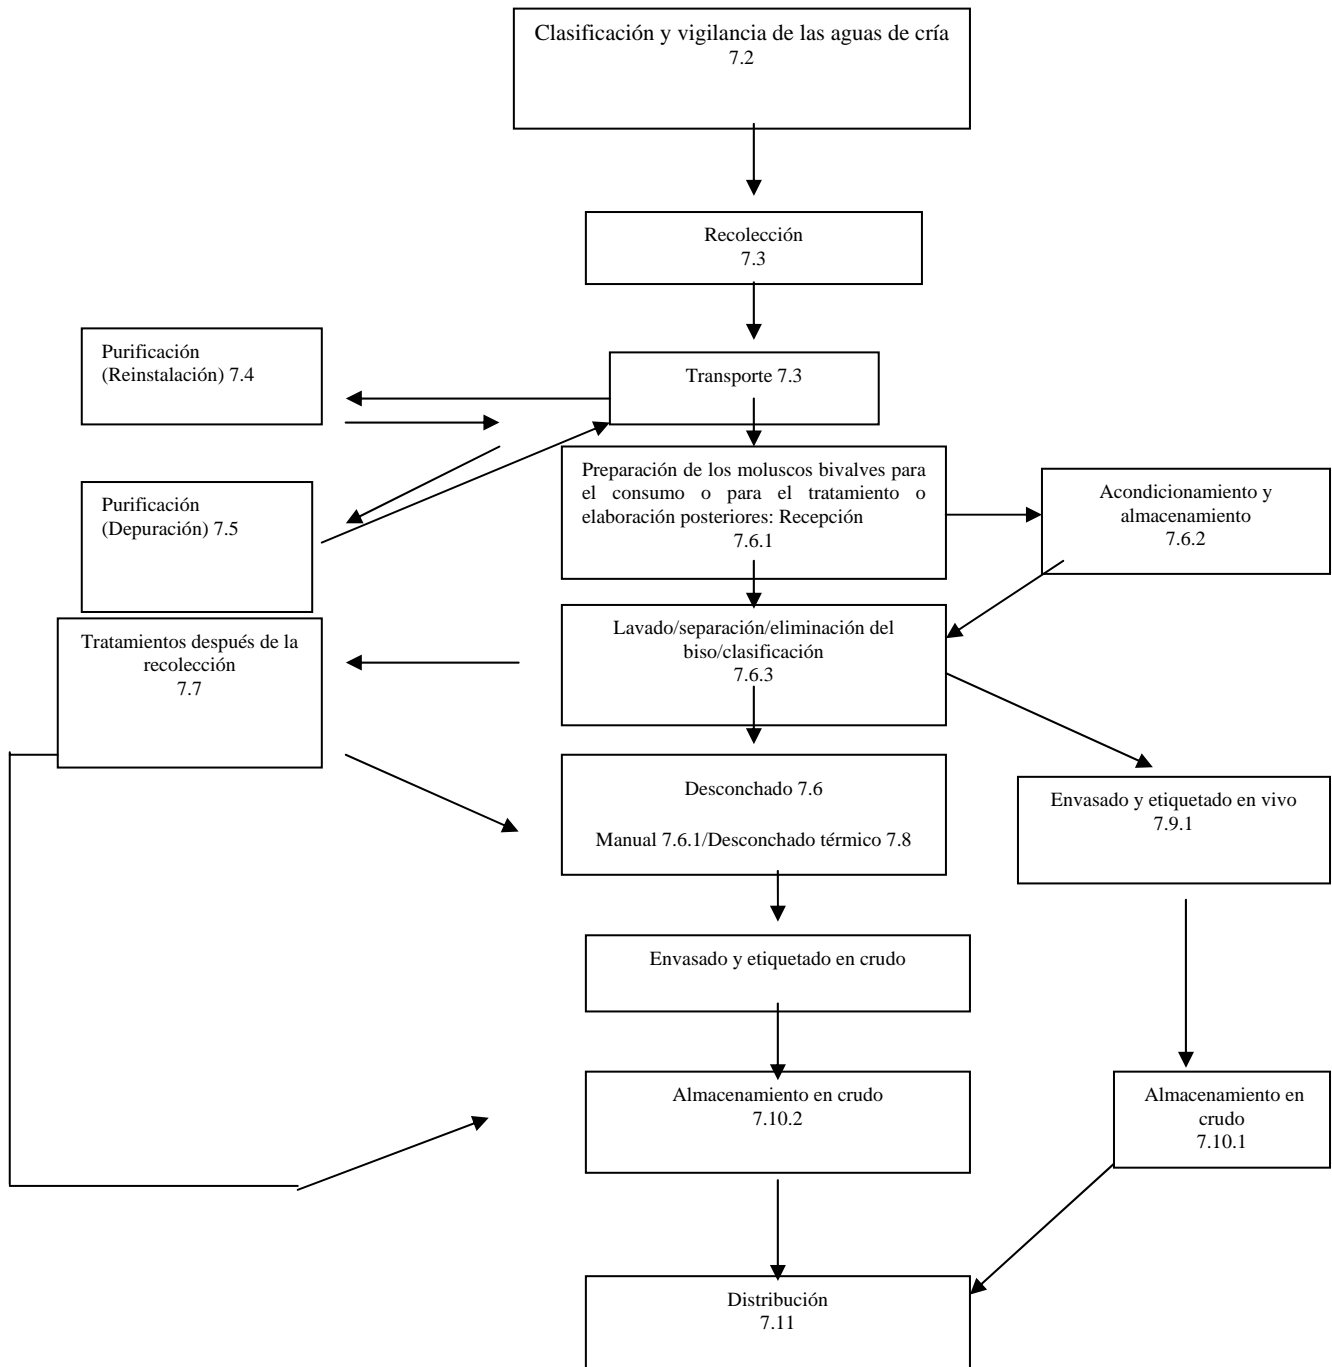 Clasificación y vigilancia de las aguas de cría
7.2
Recolección
7.3
Purificación
(Reinstalación) 7.4
Transporte 7.3
Purificación
(Depuración) 7.5
Preparación de los moluscos bivalves para
el consumo o para el tratamiento o
elaboración posteriores: Recepción
7.6.1
Acondicionamiento y
almacenamiento
7.6.2
Tratamientos después de la
recolección
7.7
Lavado/separación/eliminación del
biso/clasificación
7.6.3
Desconchado 7.6
Manual 7.6.1/Desconchado térmico 7.8
Envasado y etiquetado en vivo
7.9.1
Envasado y etiquetado en crudo
Almacenamiento en crudo
7.10.2
Almacenamiento en
crudo
7.10.1
Distribución
7.11